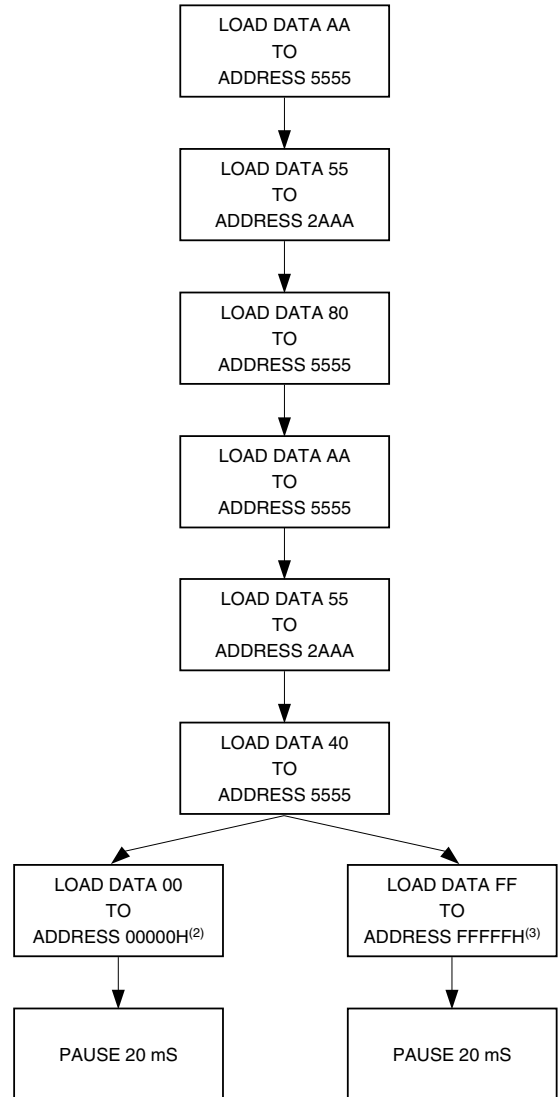 LOAD DATA AA
TO
ADDRESS 5555
LOAD DATA 55
TO
ADDRESS 2AAA
LOAD DATA 80
TO
ADDRESS 5555
LOAD DATA AA
TO
ADDRESS 5555
LOAD DATA 55
TO
ADDRESS 2AAA
LOAD DATA 40
TO
ADDRESS 5555
LOAD DATA 00
TO
ADDRESS 00000H(2)
LOAD DATA FF
TO
ADDRESS FFFFFH(3)
PAUSE 20 mS
PAUSE 20 mS